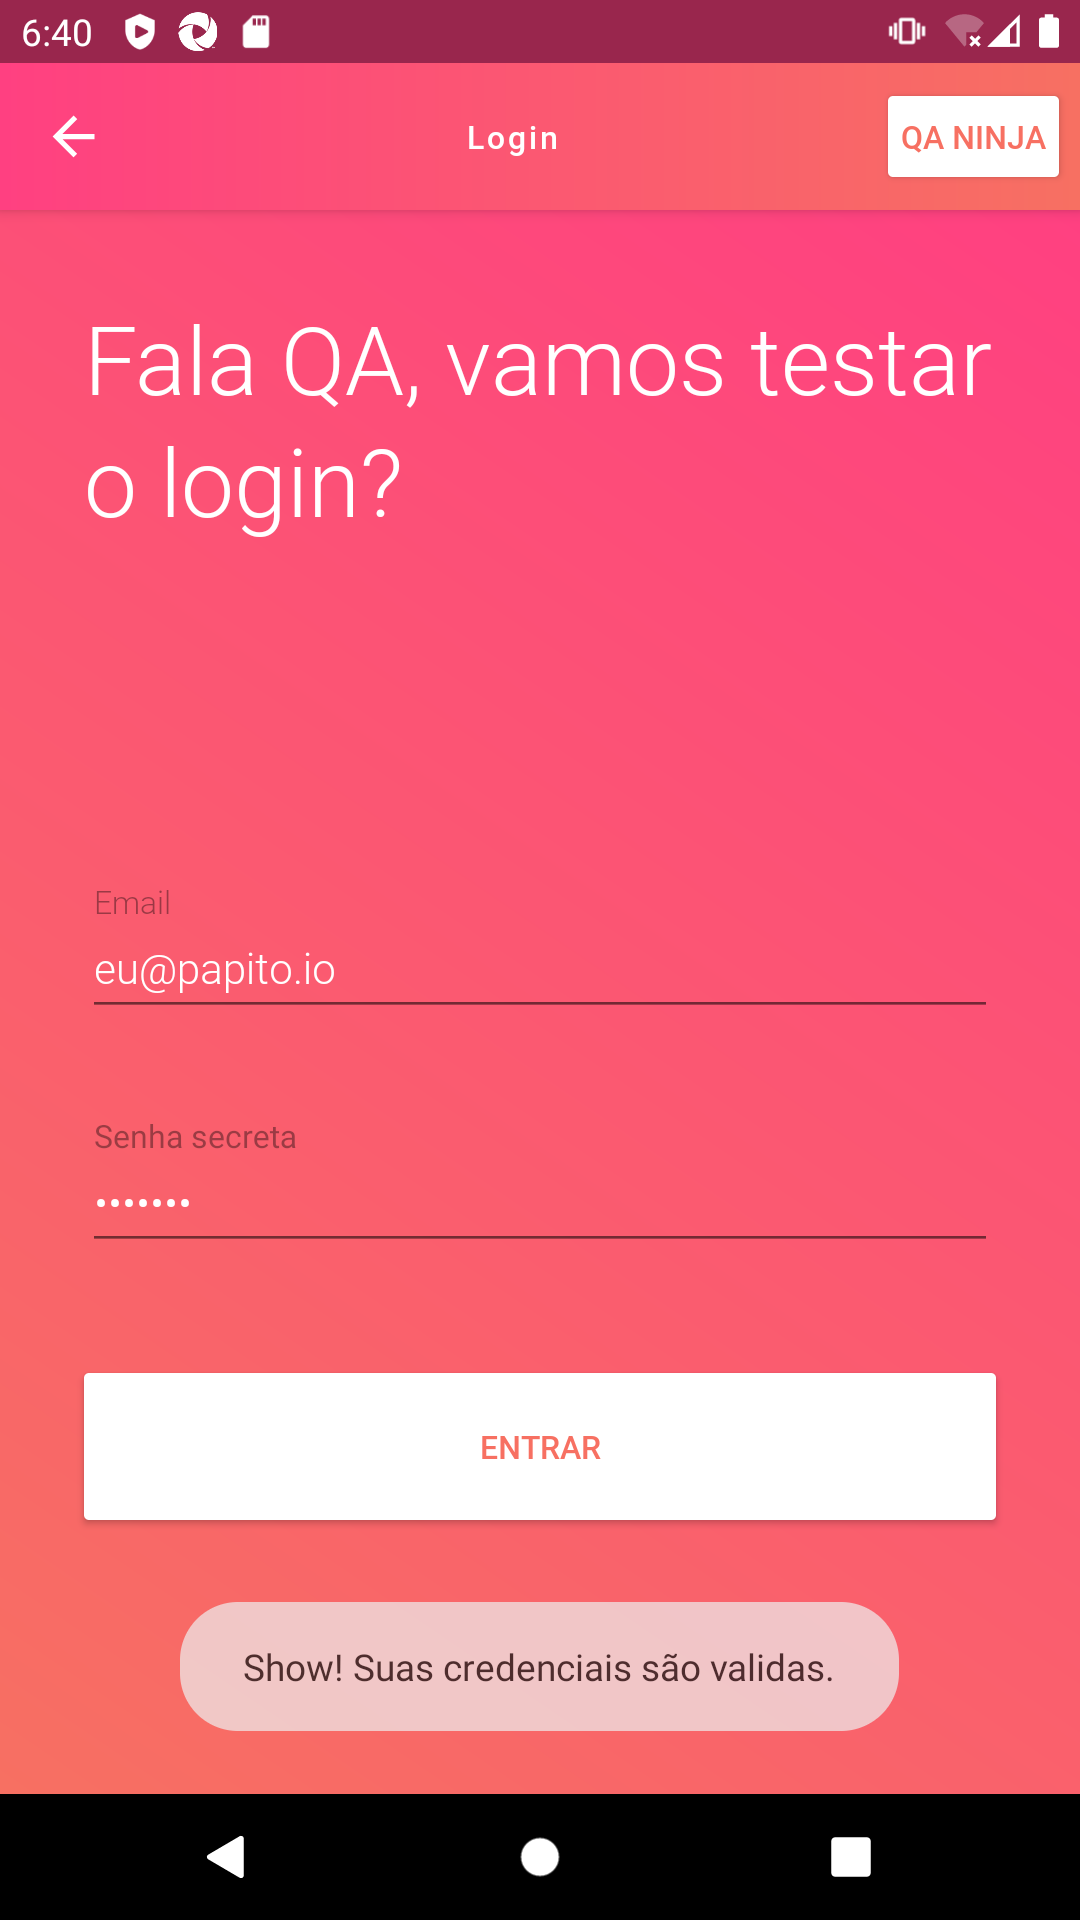 6:40
Login
QA NINJA
Fala QA, vamos testar
o login?
Email
eu@papito.io
Senha secreta
•••••••
ENTRAR
Show! Suas credenciais são validas.